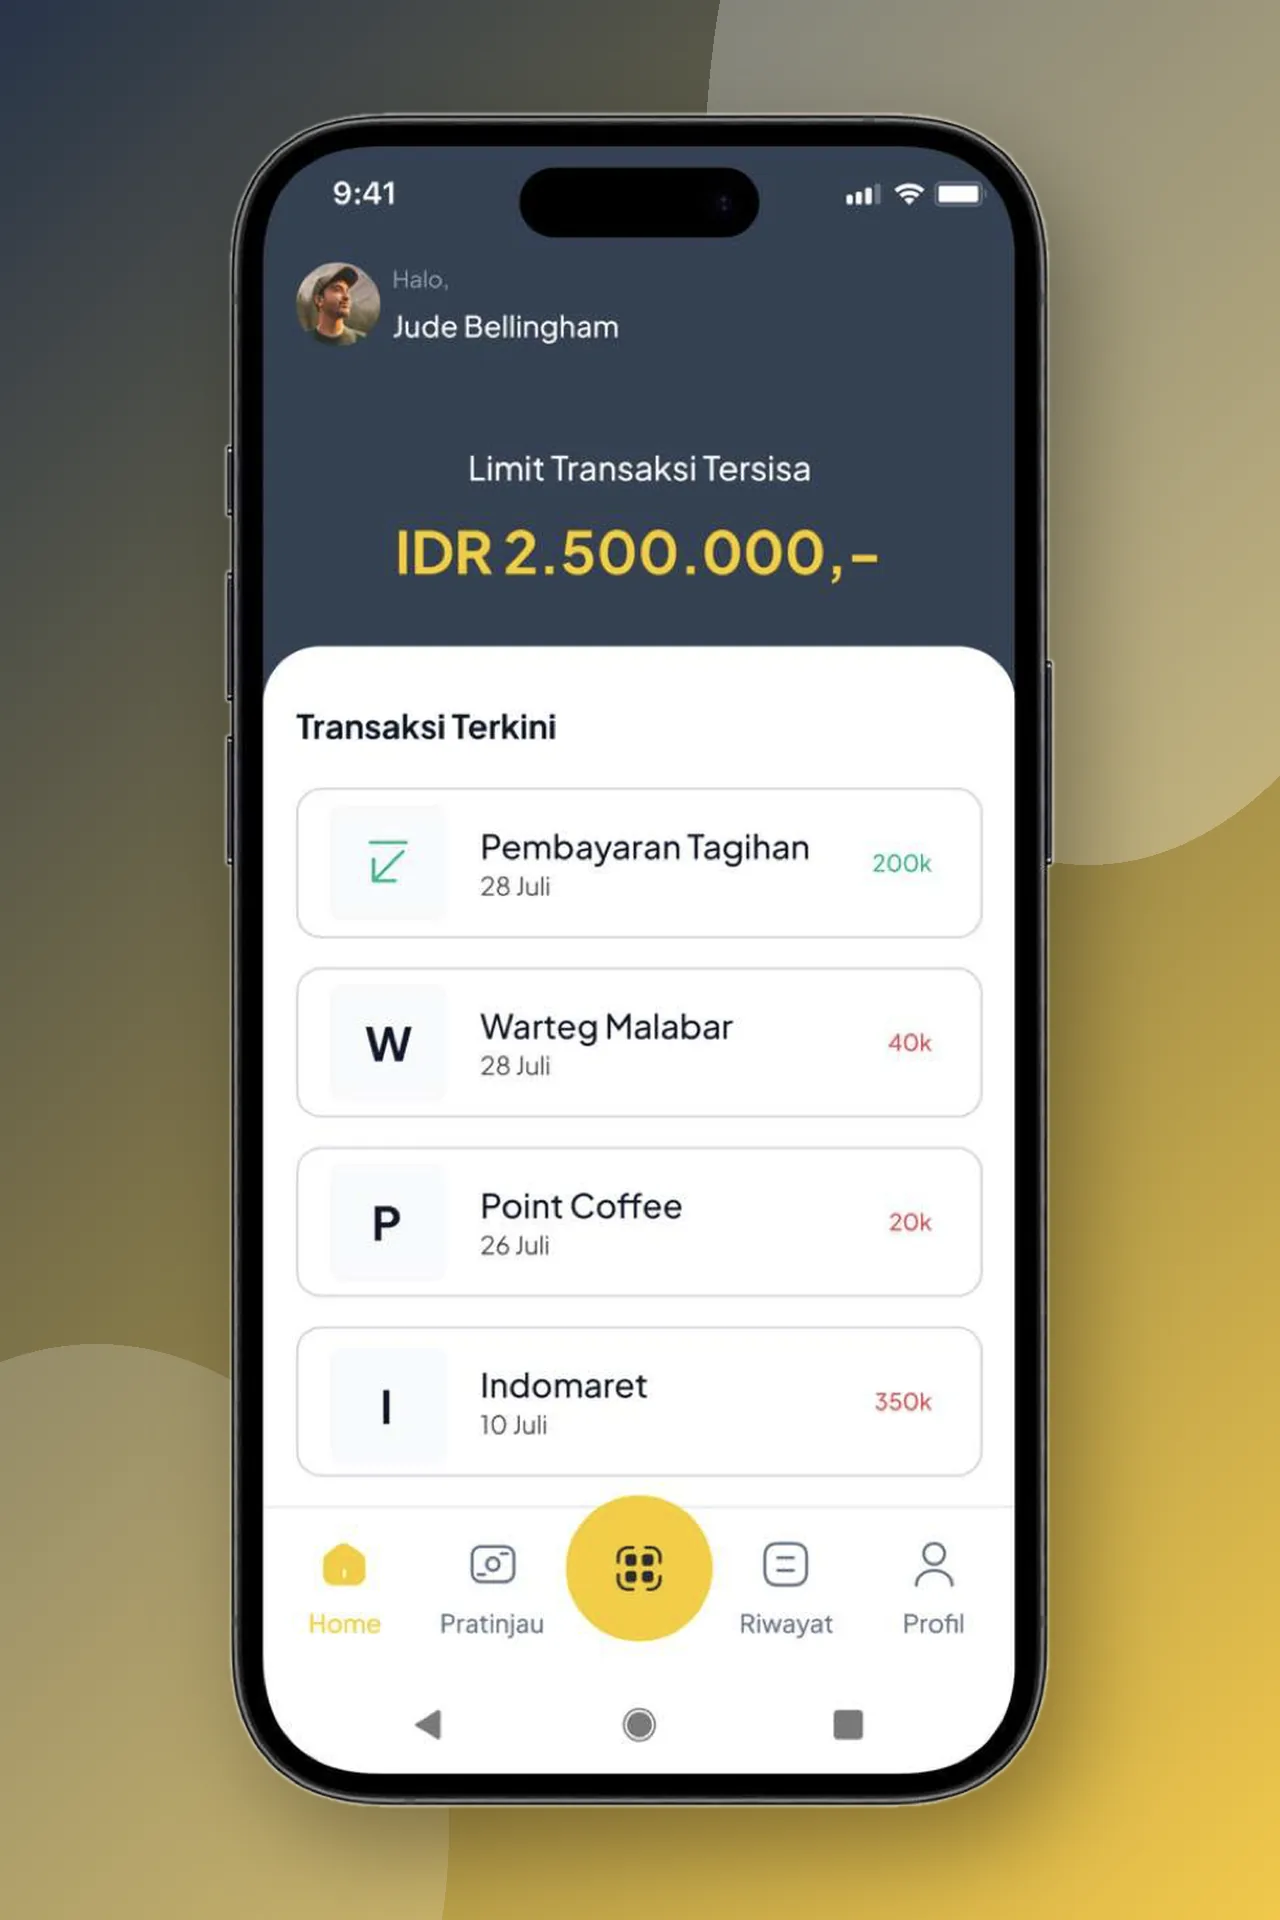 9:41
Halo,
Jude Bellingham
Limit Transaksi Tersisa
IDR 2.500.000,-
Transaksi Terkini
Pembayaran Tagihan
28 Juli
200k
W
Warteg Malabar
28 Juli
40k
P
Point Coffee
26 Juli
20k
I
Indomaret
10 Juli
350k
Home
Pratinjau
Riwayat
Profil